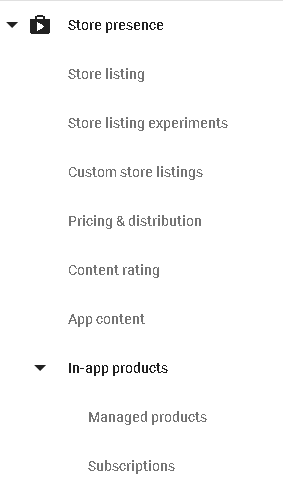 Store presence
Store listing
Store listing experiments
Custom store listings
Pricing & distribution
Content rating
App content
In-app products
Managed products
Subscriptions